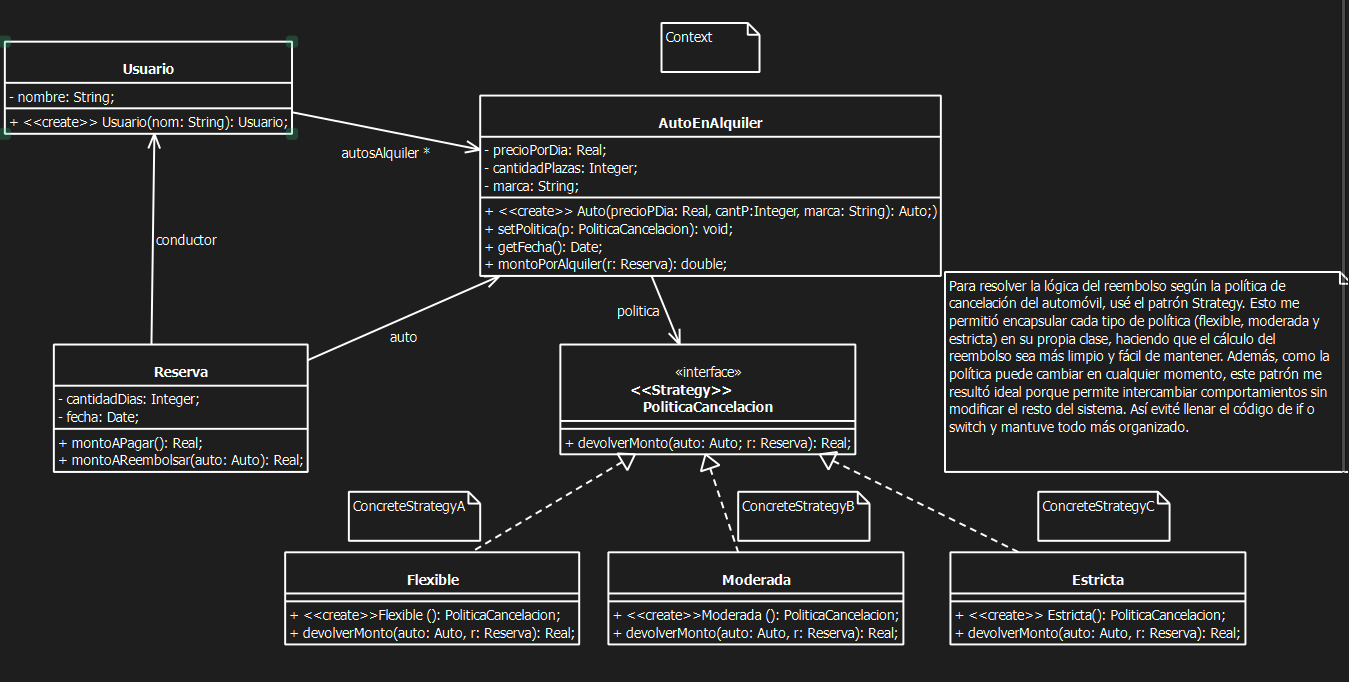 Context
Usuario
- nombre: String;
+ <<create>> Usuario(nom: String): Usuario;
autosAlquiler *
AutoEnAlquiler
- precioPorDia: Real;
- cantidadPlazas: Integer;
- marca: String;
+ <<create>> Auto(precioPDia: Real, cantP:Integer, marca: String): Auto;)
+ setPolitica(p: PoliticaCancelacion): void;
+ getFecha(): Date;
+ montoPorAlquiler(r: Reserva): double;
conductor
auto
politica
Reserva
- cantidadDias: Integer;
- fecha: Date;
+ montoAPagar(): Real;
+ montoAReembolsar(auto: Auto): Real;
«interface»
<<Strategy>>
PoliticaCancelacion
+ devolverMonto(auto: Auto; r: Reserva): Real;
Para resolver la lógica del reembolso según la política de
cancelación del automóvil, usé el patrón Strategy. Esto me
permitió encapsular cada tipo de política (flexible, moderada y
estricta) en su propia clase, haciendo que el cálculo del
reembolso sea más limpio y fácil de mantener. Además, como la
política puede cambiar en cualquier momento, este patrón me
resultó ideal porque permite intercambiar comportamientos sin
modificar el resto del sistema. Así evité llenar el código de if o
switch y mantuve todo más organizado.
ConcreteStrategyA
ConcreteStrategyB
ConcreteStrategyC
Flexible
+ <<create>>Flexible (): PoliticaCancelacion;
+ devolverMonto(auto: Auto, r: Reserva): Real;
Moderada
+ <<create>>Moderada (): PoliticaCancelacion;
+ devolverMonto(auto: Auto, r: Reserva): Real;
Estricta
+ <<create>> Estricta(): PoliticaCancelacion;
+ devolverMonto(auto: Auto, r: Reserva): Real;